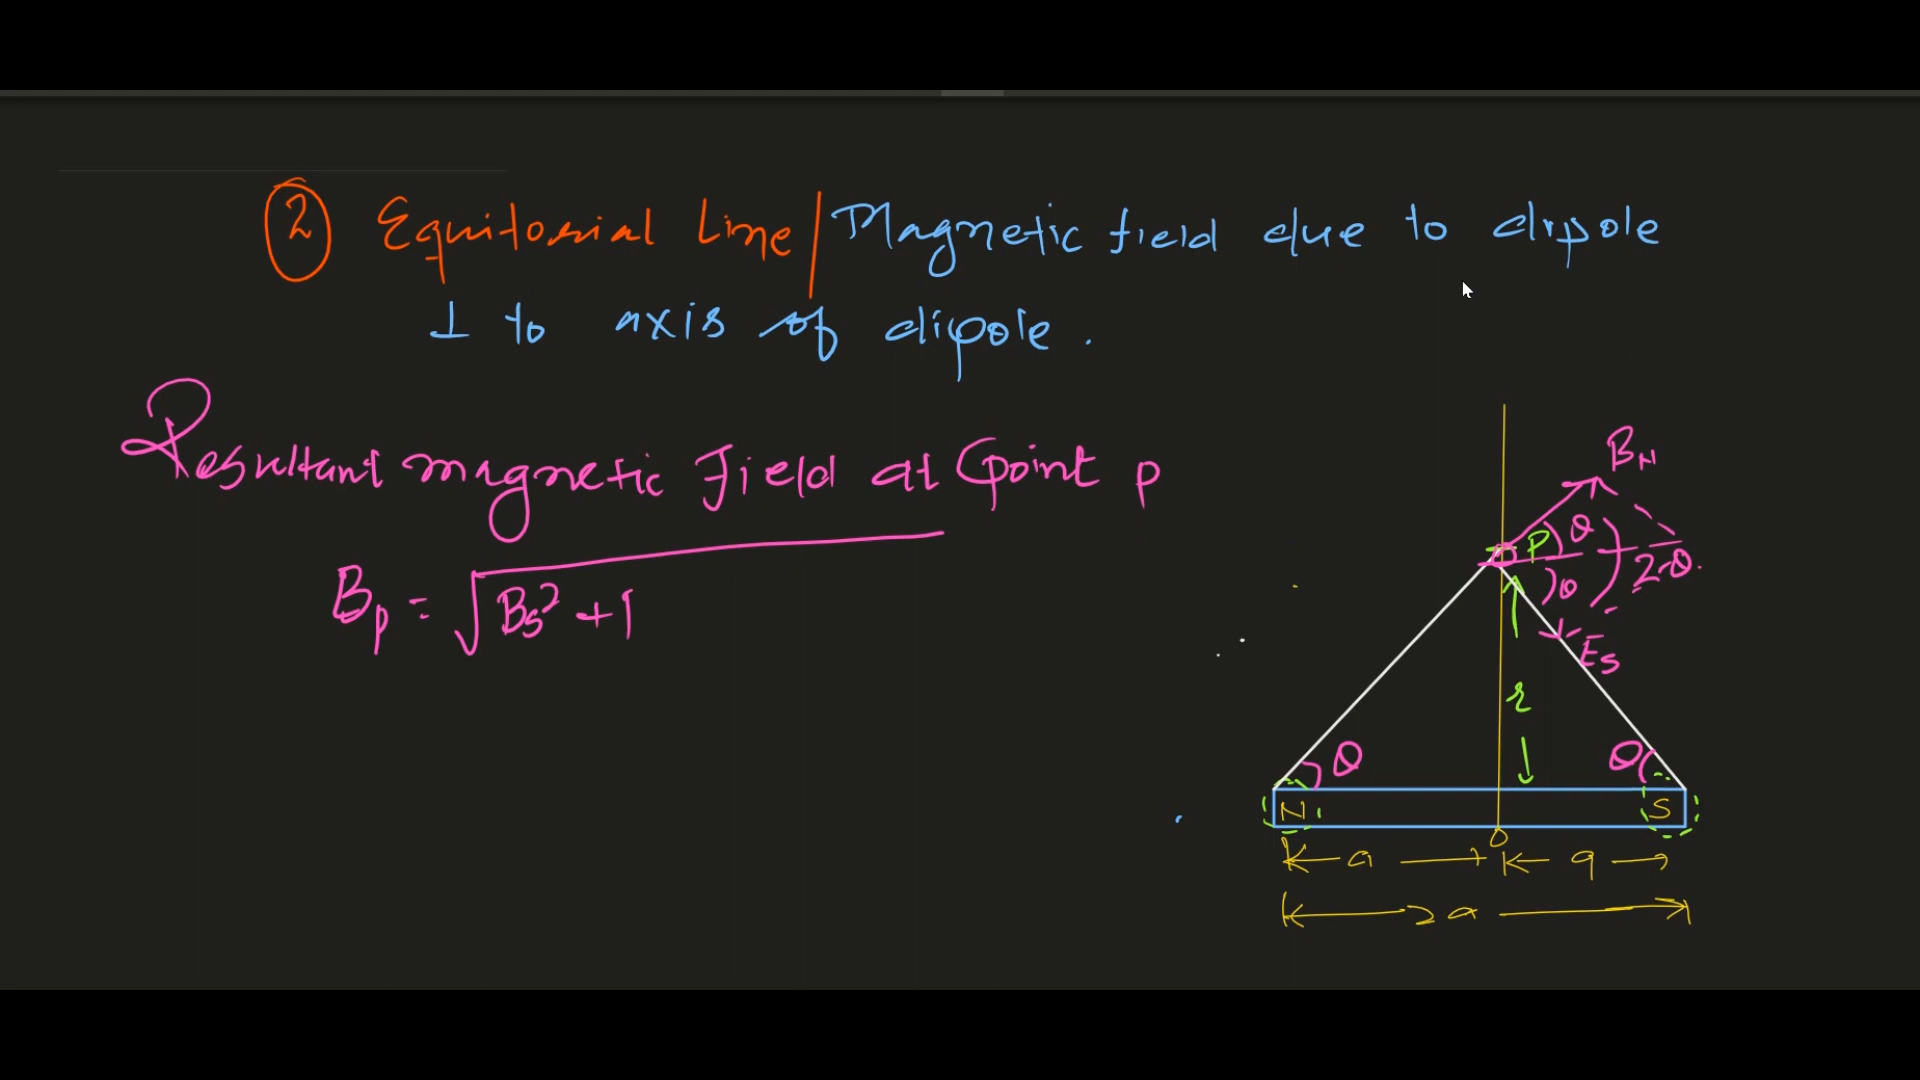 ② Equitorial Line/Magnetic field due to dipole
⊥ to axis of dipole.
Resultant magnetic Field at point p
Bp = √Bs² + 1
BN
P θ
θ 2θ.
Es
r
θ θ
N S
O
a a
2a